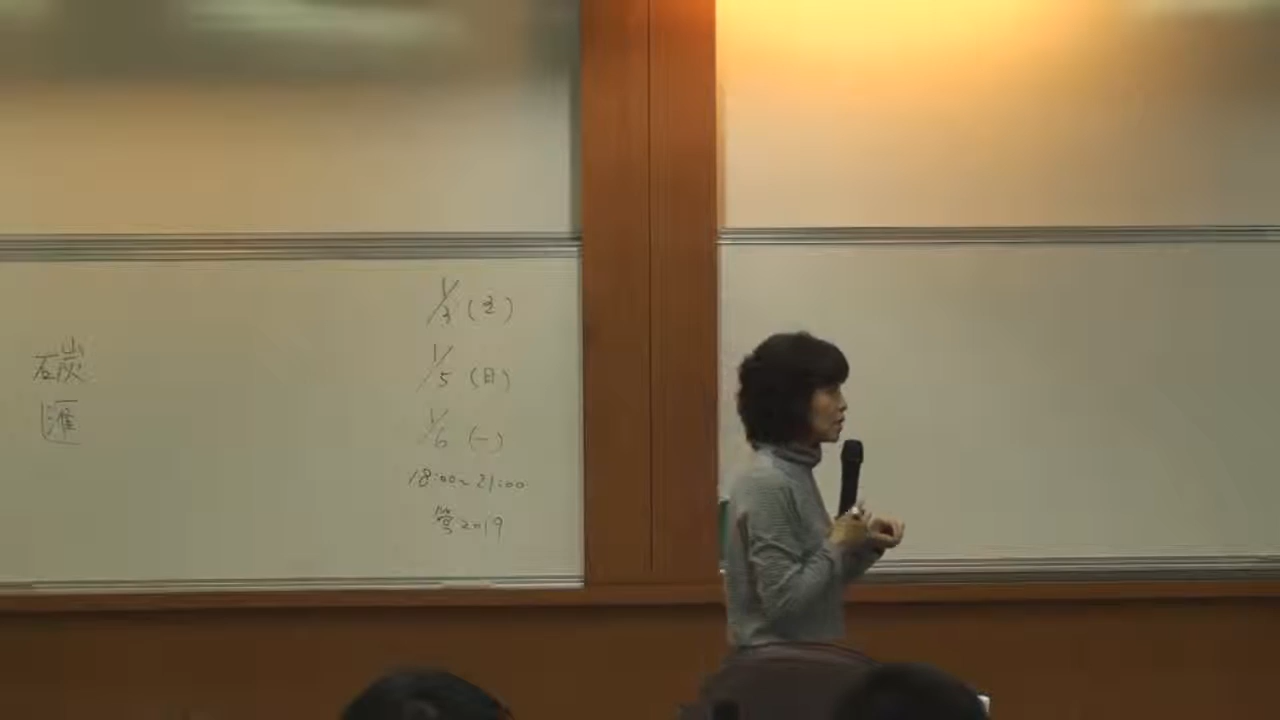 碳
匯
1/3 (五)
1/5 (日)
1/6 (一)
18:00~21:00
管2019